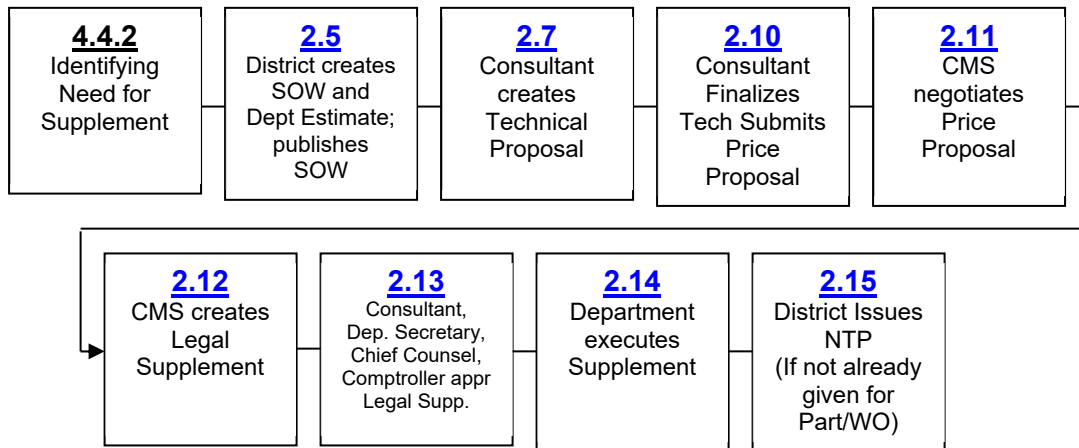 4.4.2
Identifying
Need for
Supplement
2.5
District creates
SOW and
Dept Estimate;
publishes
SOW
2.7
Consultant
creates
Technical
Proposal
2.10
Consultant
Finalizes
Tech Submits
Price
Proposal
2.11
CMS
negotiates
Price
Proposal
2.12
CMS creates
Legal
Supplement
2.13
Consultant,
Dep. Secretary,
Chief Counsel,
Comptroller appr
Legal Supp.
2.14
Department
executes
Supplement
2.15
District Issues
NTP
(If not already
given for
Part/WO)